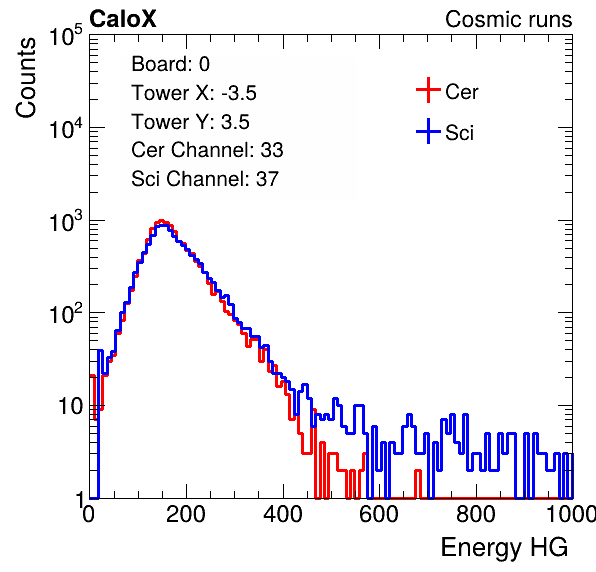 CaloX
Cosmic runs
Counts
10^5
10^4
10^3
10^2
10
1
Board: 0
Tower X: -3.5
Tower Y: 3.5
Cer Channel: 33
Sci Channel: 37
Cer
Sci
0 200 400 600 800 1000
Energy HG